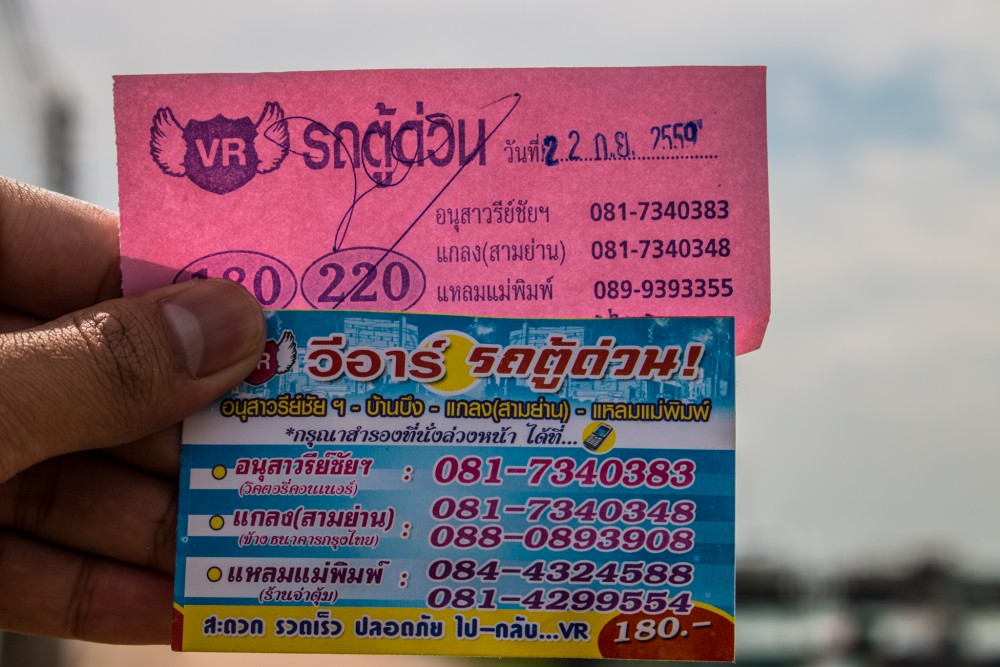 VR รถตู้ด่วน วันที่ 22 ก.ย. 2559
อนุสาวรีย์ชัยฯ 081-7340383
แกลง(สามย่าน) 081-7340348
180 220 แหลมแม่พิมพ์ 089-9393355
วีอาร์ รถตู้ด่วน!
อนุสาวรีย์ชัย ฯ - บ้านบึง - แกลง(สามย่าน) - แหลมแม่พิมพ์
*กรุณาสำรองที่นั่งล่วงหน้า ได้ที่...
อนุสาวรีย์ชัยฯ : 081-7340383
(วิคตอรี่คอนเนอร์)
แกลง(สามย่าน) : 081-7340348
(ข้างธนาคารกรุงไทย) 088-0893908
แหลมแม่พิมพ์ : 084-4324588
(ร้านจ่าตุ้ม) 081-4299554
สะดวก รวดเร็ว ปลอดภัย ไป-กลับ...VR 180.-